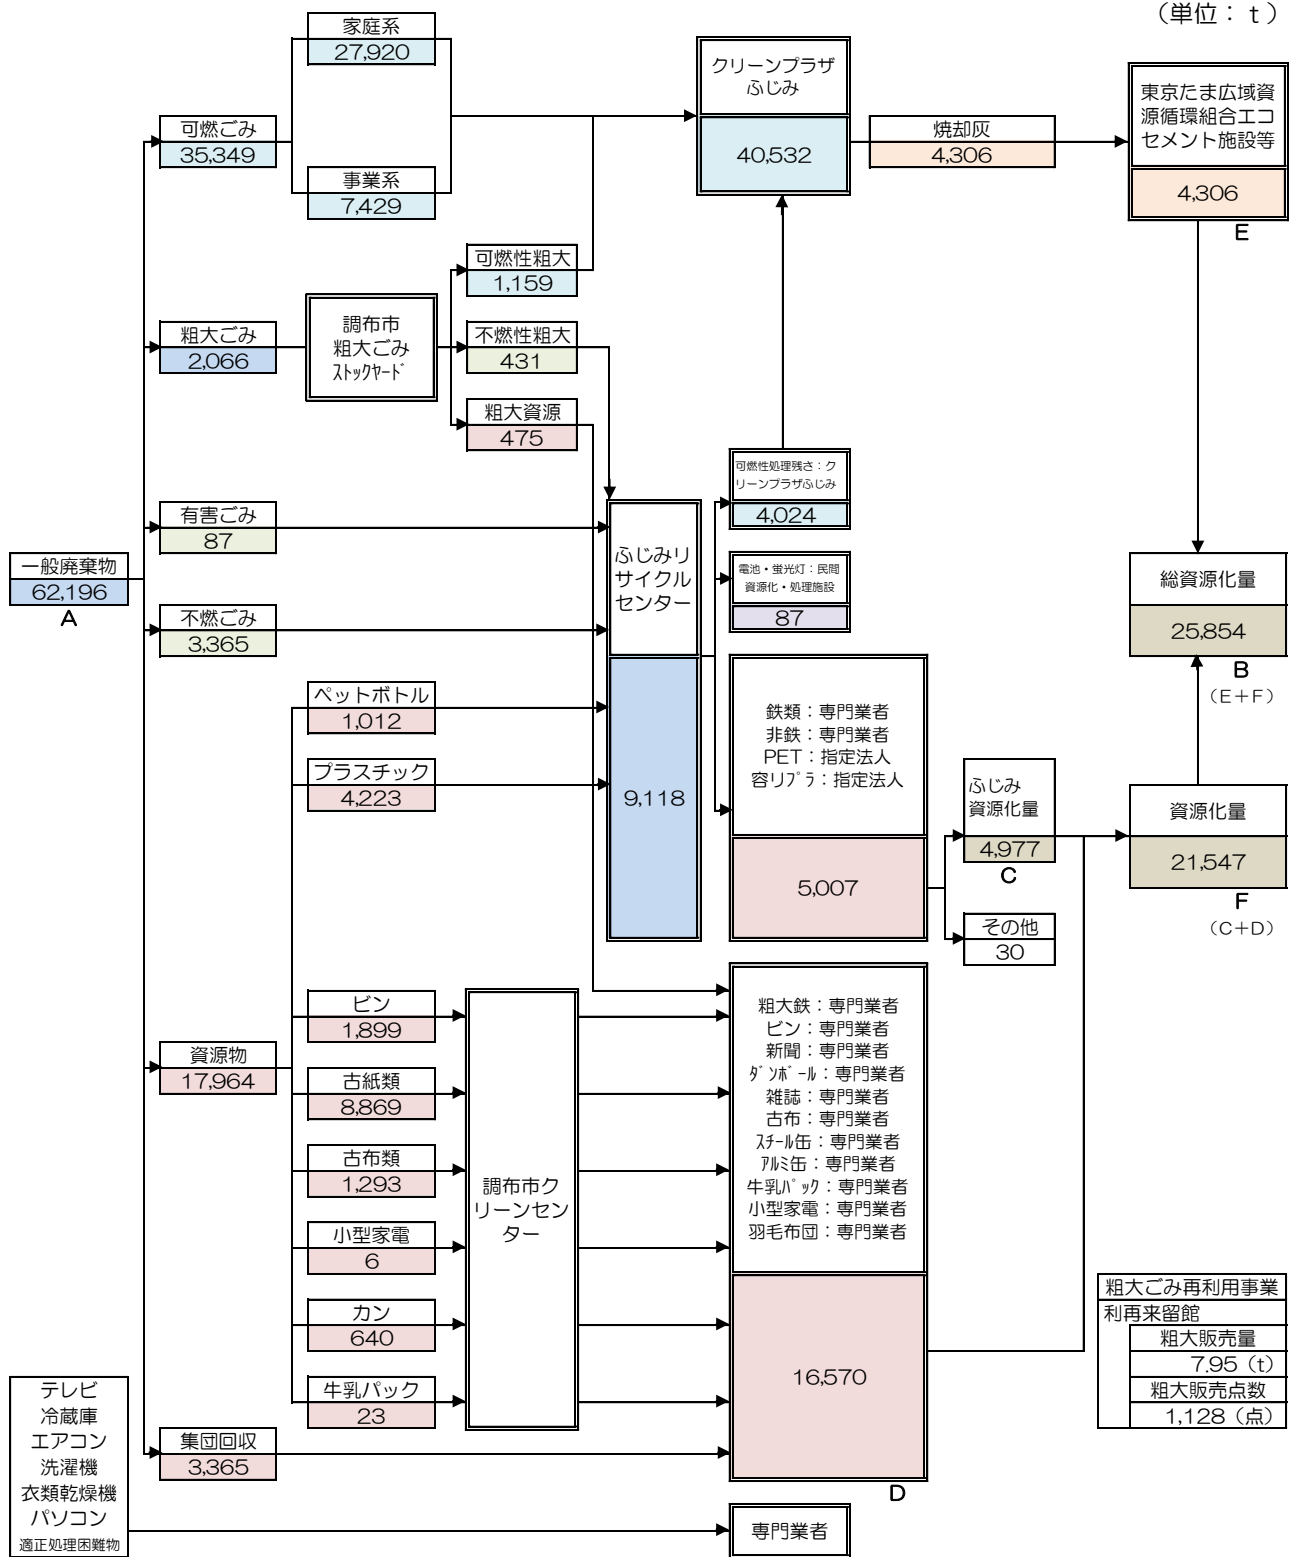 （単位：ｔ）
家庭系
27,920
クリーンプラザ
ふじみ
40,532
東京たま広域資
源循環組合エコ
セメント施設等
4,306
E
可燃ごみ
35,349
焼却灰
4,306
事業系
7,429
可燃性粗大
1,159
粗大ごみ
2,066
調布市
粗大ごみ
ｽﾄｯｸﾔｰﾄﾞ
不燃性粗大
431
粗大資源
475
可燃性処理残さ：ク
リーンプラザふじみ
4,024
有害ごみ
87
ふじみリ
サイクル
センター
9,118
一般廃棄物
62,196
A
電池・蛍光灯：民間
資源化・処理施設
87
総資源化量
25,854
B
（E＋F）
不燃ごみ
3,365
ペットボトル
1,012
プラスチック
4,223
鉄類：専門業者
非鉄：専門業者
PET：指定法人
容リﾌﾟﾗ：指定法人
5,007
ふじみ
資源化量
4,977
C
資源化量
21,547
F
（C＋D）
その他
30
資源物
17,964
ビン
1,899
古紙類
8,869
古布類
1,293
小型家電
6
カン
640
牛乳パック
23
調布市ク
リーンセン
ター
粗大鉄：専門業者
ビン：専門業者
新聞：専門業者
ﾀﾞﾝﾎﾞｰﾙ：専門業者
雑誌：専門業者
古布：専門業者
ｽﾁｰﾙ缶：専門業者
ｱﾙﾐ缶：専門業者
牛乳ﾊﾟｯｸ：専門業者
小型家電：専門業者
羽毛布団：専門業者
16,570
D
粗大ごみ再利用事業
利再来留館
粗大販売量
7.95（t）
粗大販売点数
1,128（点）
集団回収
3,365
テレビ
冷蔵庫
エアコン
洗濯機
衣類乾燥機
パソコン
適正処理困難物
専門業者